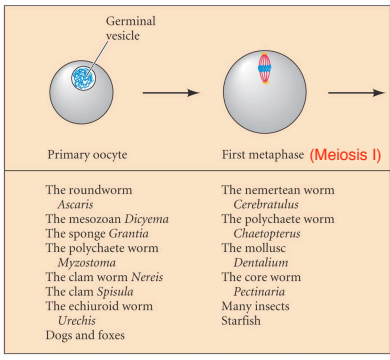 Germinal
vesicle
Primary oocyte
First metaphase (Meiosis I)
The roundworm
Ascaris
The mesozoan Dicyema
The sponge Grantia
The polychaete worm
Myzostoma
The clam worm Nereis
The clam Spisula
The echiuroid worm
Urechis
Dogs and foxes
The nemertean worm
Cerebratulus
The polychaete worm
Chaetopterus
The mollusc
Dentalium
The core worm
Pectinaria
Many insects
Starfish